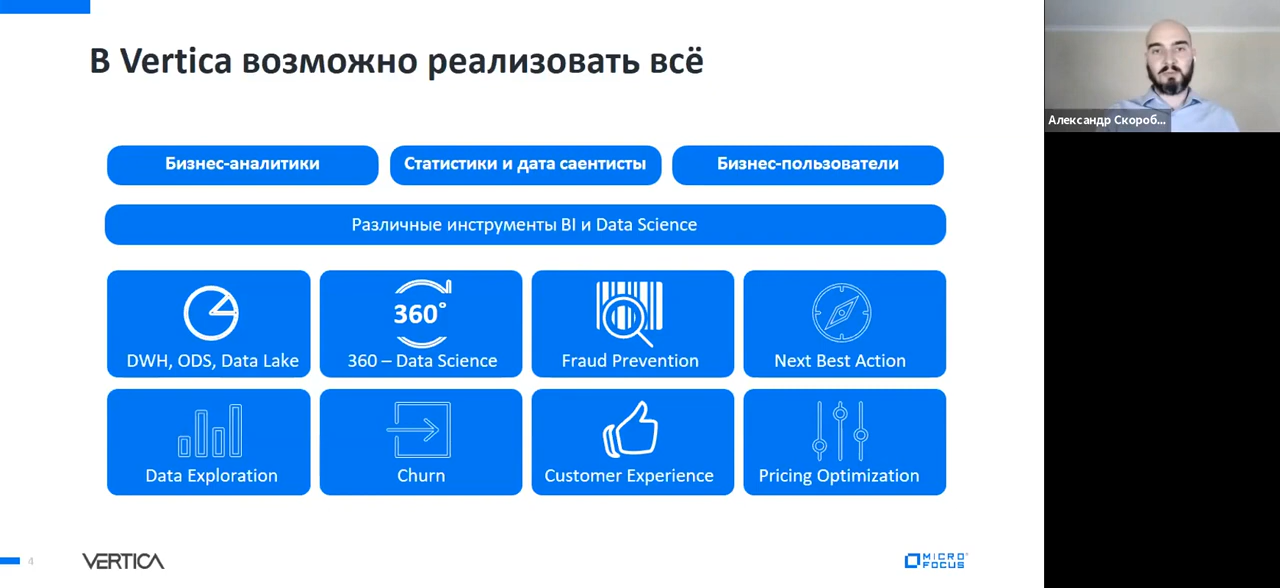 В Vertica возможно реализовать всё
Александр Скороб...
Бизнес-аналитики
Статистики и дата саентисты
Бизнес-пользователи
Различные инструменты BI и Data Science
360°
DWH, ODS, Data Lake
360 – Data Science
Fraud Prevention
Next Best Action
Data Exploration
Churn
Customer Experience
Pricing Optimization
4
VERTICA
MICRO
FOCUS